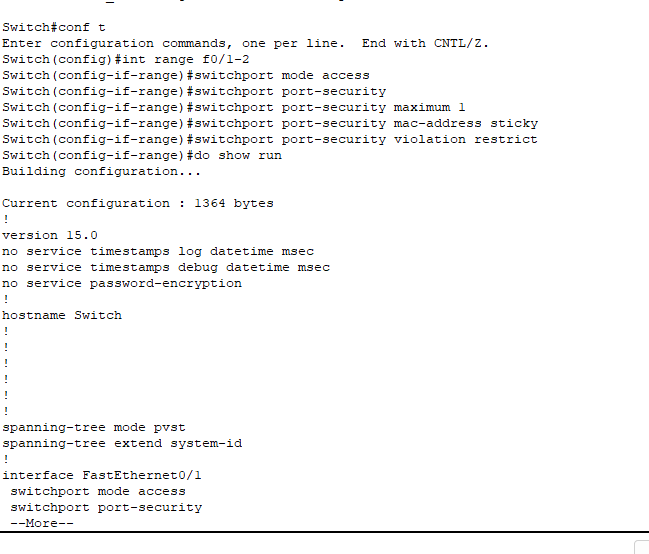 Switch#conf t
Enter configuration commands, one per line.  End with CNTL/Z.
Switch(config)#int range f0/1-2
Switch(config-if-range)#switchport mode access
Switch(config-if-range)#switchport port-security
Switch(config-if-range)#switchport port-security maximum 1
Switch(config-if-range)#switchport port-security mac-address sticky
Switch(config-if-range)#switchport port-security violation restrict
Switch(config-if-range)#do show run
Building configuration...

Current configuration : 1364 bytes
!
version 15.0
no service timestamps log datetime msec
no service timestamps debug datetime msec
no service password-encryption
!
hostname Switch
!
!
!
!
!
!
spanning-tree mode pvst
spanning-tree extend system-id
!
interface FastEthernet0/1
 switchport mode access
 switchport port-security
 --More--